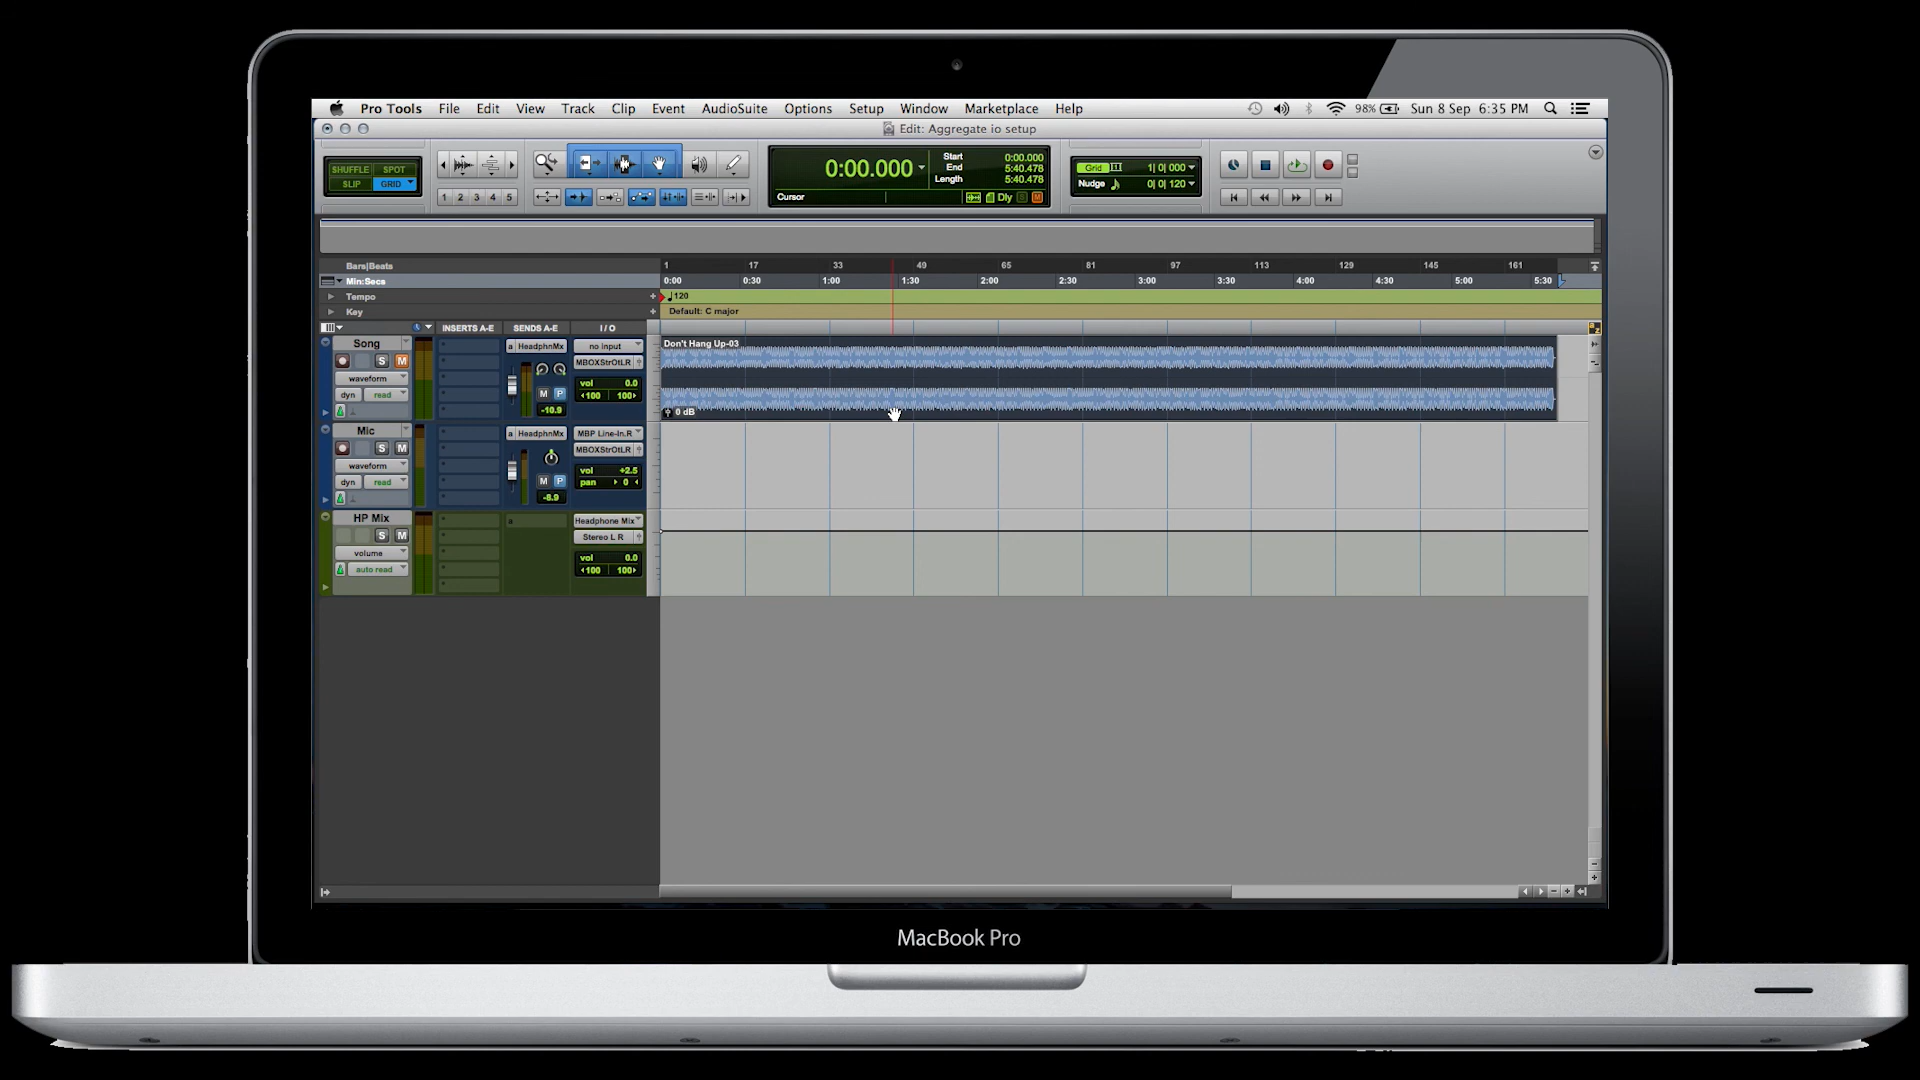 Pro Tools File Edit View Track Clip Event AudioSuite Options Setup Window Marketplace Help 98% Sun 8 Sep 6:35 PM
Edit: Aggregate io setup
SHUFFLE SPOT
SLIP GRID
1 2 3 4 5
0:00.000
Start 0:00.000
End 5:40.478
Length 5:40.478
Cursor Dly S M
Grid 1| 0| 000
Nudge 0| 0| 120
Bars|Beats 1 17 33 49 65 81 97 113 129 145 161
Min:Secs 0:00 0:30 1:00 1:30 2:00 2:30 3:00 3:30 4:00 4:30 5:00 5:30
Tempo 120
Key Default: C major
INSERTS A-E SENDS A-E I / O
Song a HeadphnMx no input Don't Hang Up-03
S M MBOXStrOtLR
waveform vol 0.0
dyn read M P 100 100
-10.9 0 dB
Mic a HeadphnMx MBP Line-In.R
S M MBOXStrOtLR
waveform vol +2.5
dyn read M P pan 0
-8.9
HP Mix a Headphone Mix
S M Stereo L R
volume vol 0.0
auto read 100 100
MacBook Pro